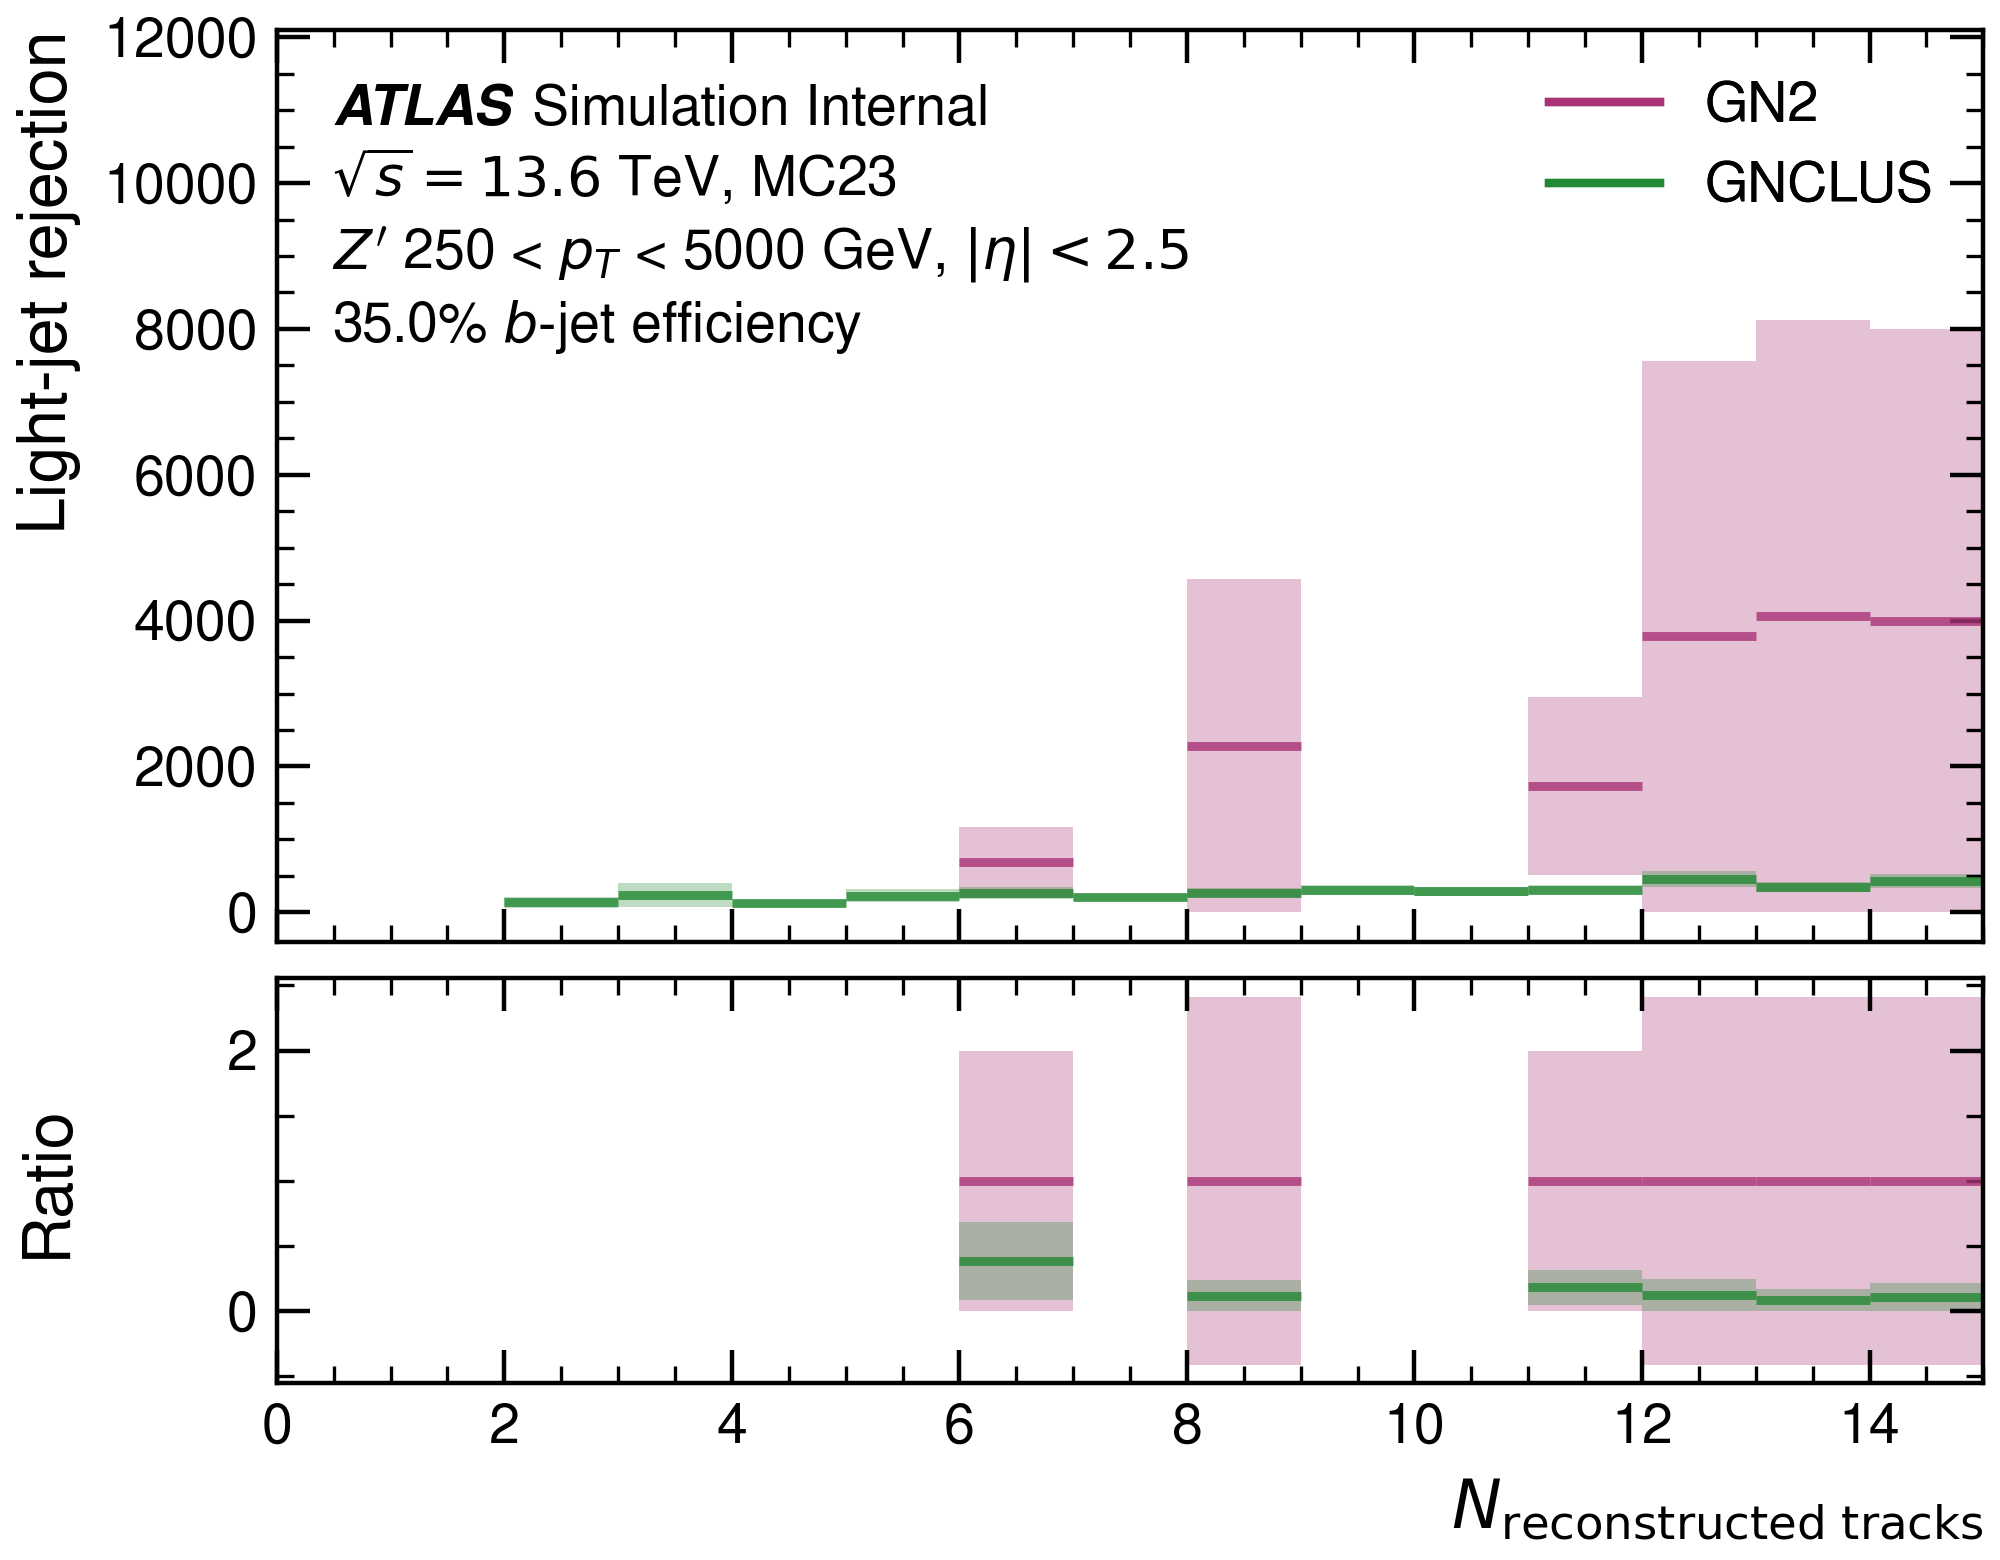 Light-jet rejection
12000
10000
8000
6000
4000
2000
0
ATLAS Simulation Internal
√s = 13.6 TeV, MC23
Z′ 250 < p_T < 5000 GeV, |η| < 2.5
35.0% b-jet efficiency
GN2
GNCLUS
Ratio
2
0
0 2 4 6 8 10 12 14
N_reconstructed tracks